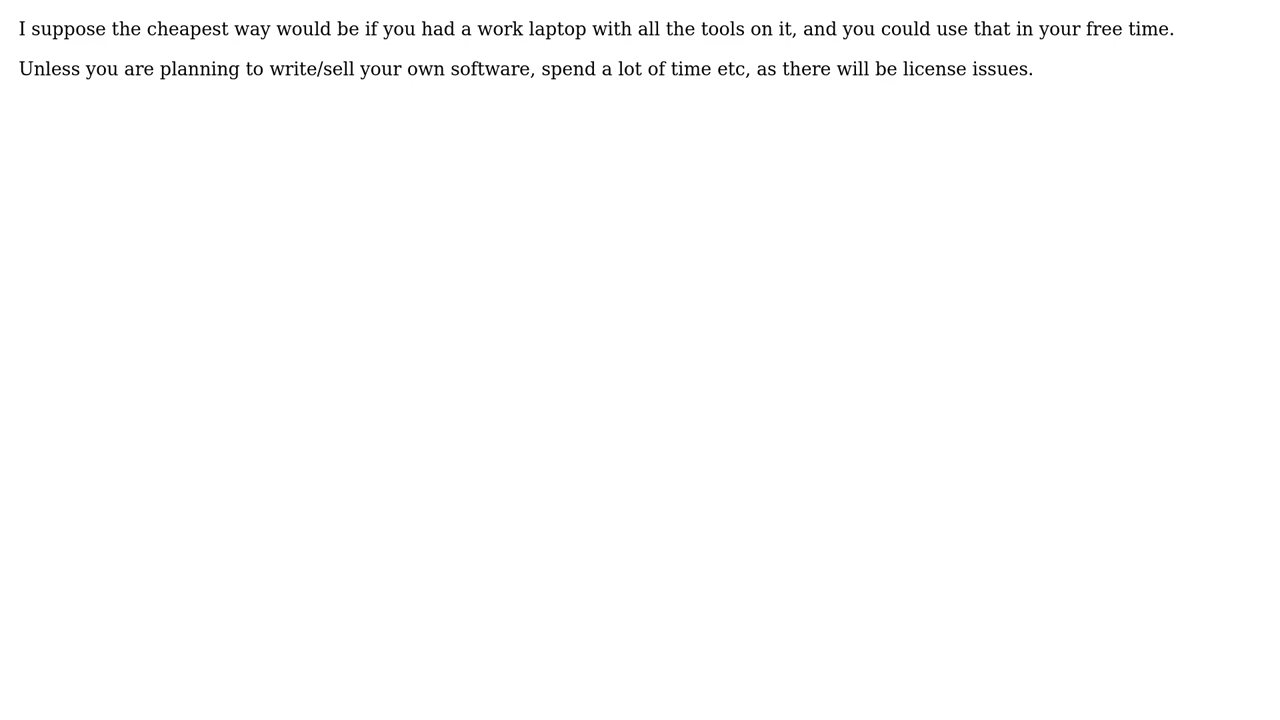 I suppose the cheapest way would be if you had a work laptop with all the tools on it, and you could use that in your free time.
Unless you are planning to write/sell your own software, spend a lot of time etc, as there will be license issues.